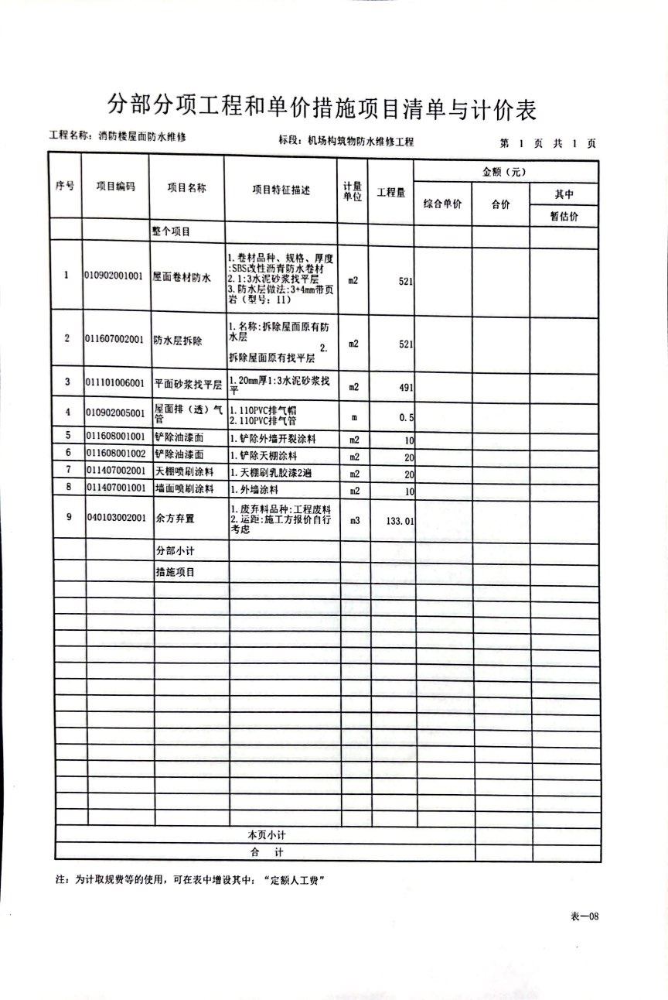 分部分项工程和单价措施项目清单与计价表
工程名称：消防楼屋面防水维修 标段：机场构筑物防水维修工程 第 1 页 共 1 页
序号 项目编码 项目名称 项目特征描述 计量单位 工程量 金额（元）
综合单价 合价 其中
暂估价
整个项目
1 010902001001 屋面卷材防水 1.卷材品种、规格、厚度
:SBS改性沥青防水卷材
2.1:3水泥砂浆找平层
3.防水层做法:3+4mm带页
岩（型号：II）
m2 521
2 011607002001 防水层拆除 1.名称:拆除屋面原有防
水层
2.
拆除屋面原有找平层
m2 521
3 011101006001 平面砂浆找平层 1.20mm厚1:3水泥砂浆找
平
m2 491
4 010902005001 屋面排（透）气
管
1.110PVC排气帽
2.110PVC排气管
m 0.5
5 011608001001 铲除油漆面 1.铲除外墙开裂涂料 m2 10
6 011608001002 铲除油漆面 1.铲除天棚涂料 m2 20
7 011407002001 天棚喷刷涂料 1.天棚刷乳胶漆2遍 m2 20
8 011407001001 墙面喷刷涂料 1.外墙涂料 m2 10
9 040103002001 余方弃置 1.废弃料品种:工程废料
2.运距:施工方报价自行
考虑
m3 133.01
分部小计
措施项目
本页小计
合 计
注：为计取规费等的使用，可在表中增设其中：“定额人工费”
表—08